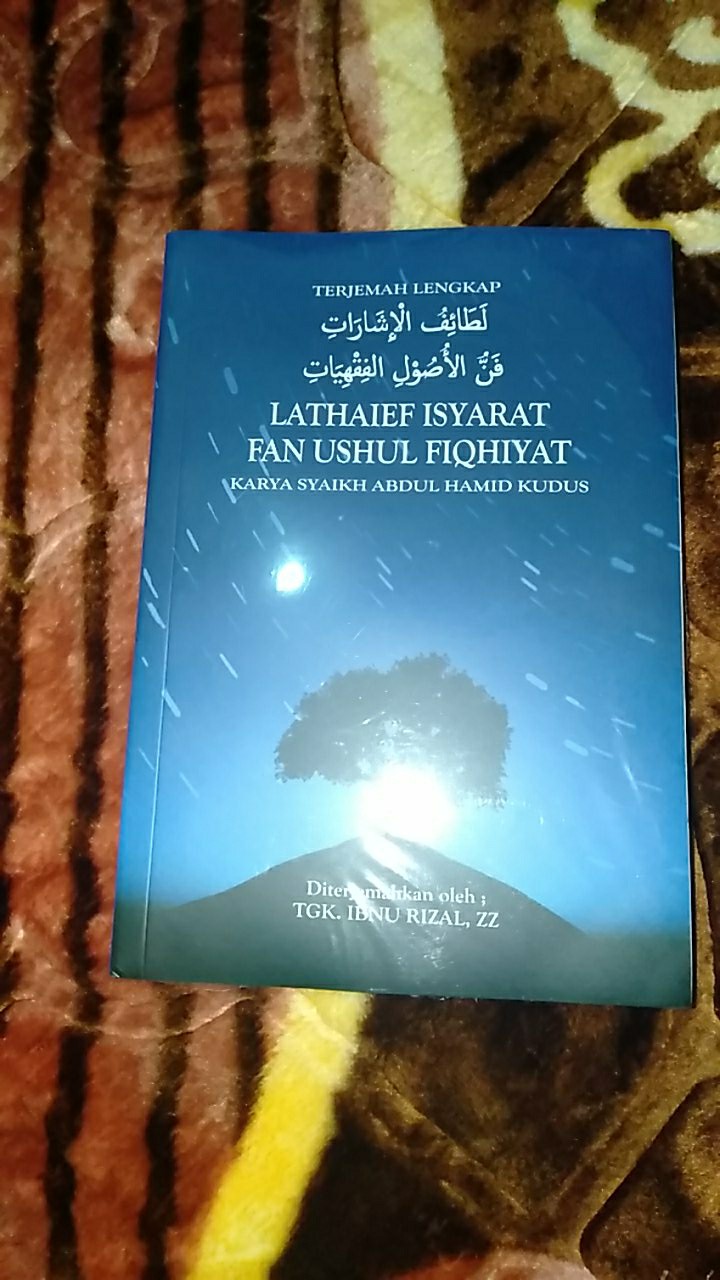 TERJEMAH LENGKAP
لَطَائِفُ الْإِشَارَاتِ
فَنُّ الأُصُوْلِ الفِقْهِيَاتِ
LATHAIEF ISYARAT
FAN USHUL FIQHIYAT
KARYA SYAIKH ABDUL HAMID KUDUS
Diterjemahkan oleh ;
TGK. IBNU RIZAL, ZZ